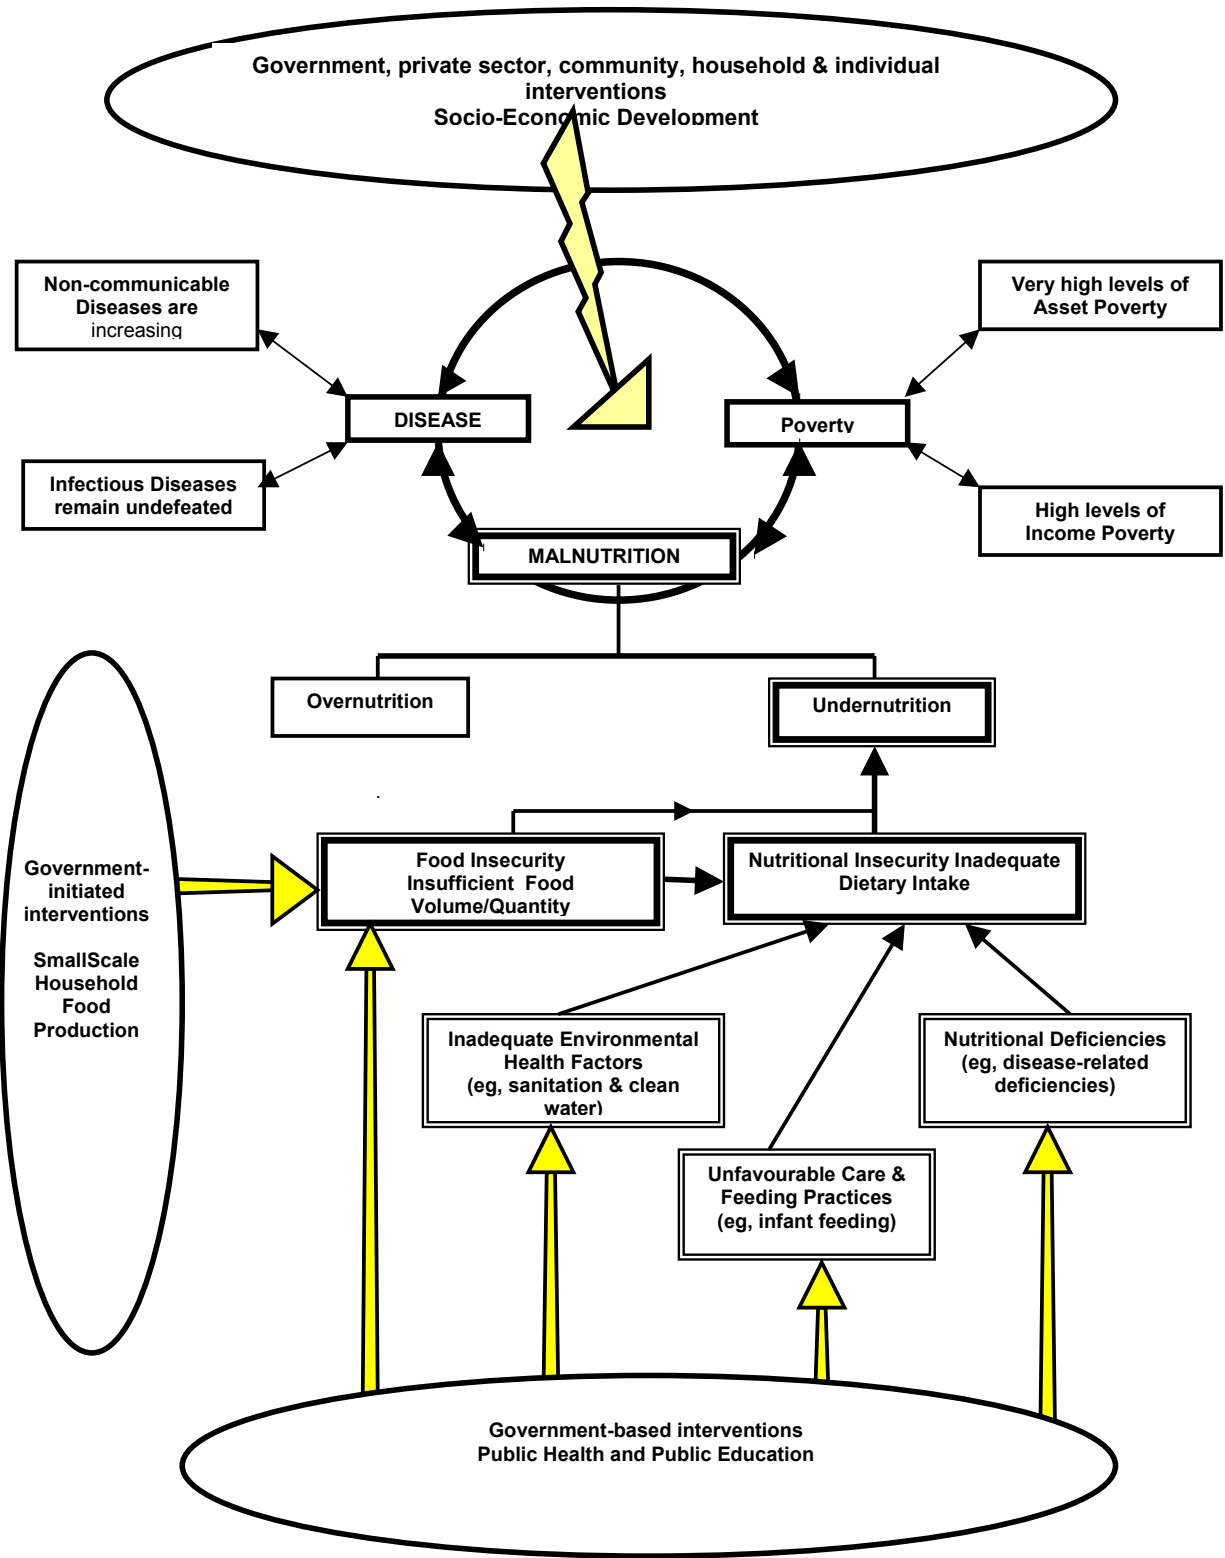 Government, private sector, community, household & individual
interventions
Socio-Economic Development
Non-communicable
Diseases are
increasing
Very high levels of
Asset Poverty
DISEASE
Poverty
Infectious Diseases
remain undefeated
High levels of
Income Poverty
MALNUTRITION
Overnutrition
Undernutrition
Government-
initiated
interventions
SmallScale
Household
Food
Production
Food Insecurity
Insufficient Food
Volume/Quantity
Nutritional Insecurity Inadequate
Dietary Intake
Inadequate Environmental
Health Factors
(eg, sanitation & clean
water)
Nutritional Deficiencies
(eg, disease-related
deficiencies)
Unfavourable Care &
Feeding Practices
(eg, infant feeding)
Government-based interventions
Public Health and Public Education